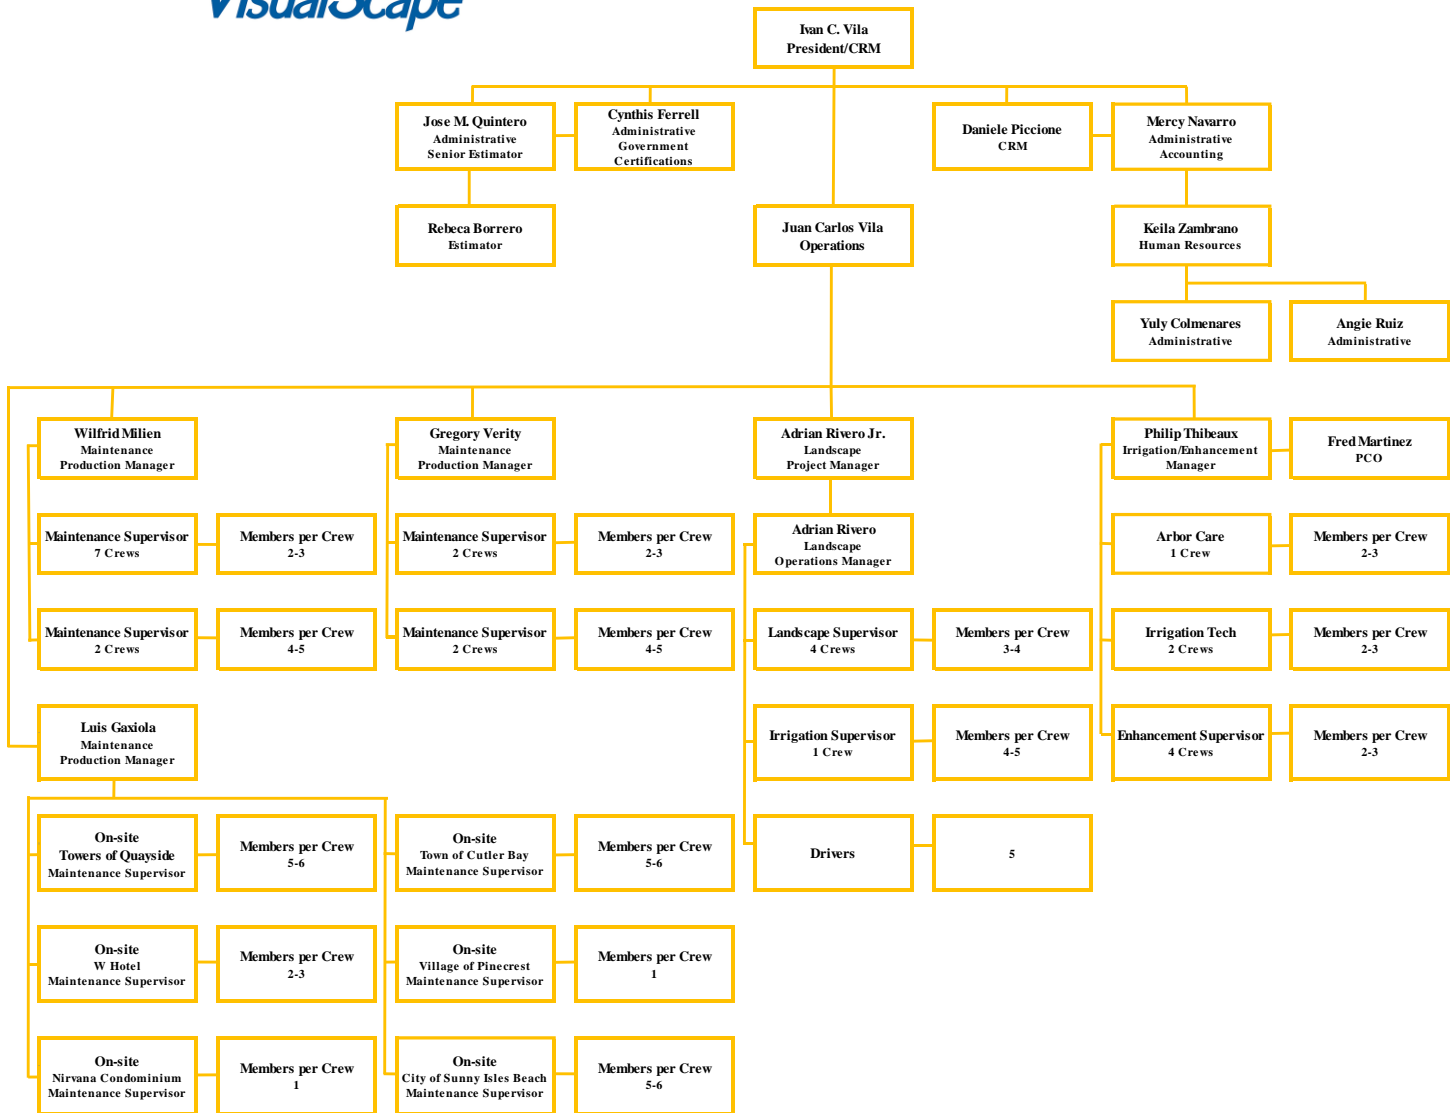 VisualScape
Ivan C. Vila
President/CRM
Jose M. Quintero
Administrative
Senior Estimator
Cynthis Ferrell
Administrative
Government
Certifications
Daniele Piccione
CRM
Mercy Navarro
Administrative
Accounting
Rebeca Borrero
Estimator
Juan Carlos Vila
Operations
Keila Zambrano
Human Resources
Yuly Colmenares
Administrative
Angie Ruiz
Administrative
Wilfrid Milien
Maintenance
Production Manager
Gregory Verity
Maintenance
Production Manager
Adrian Rivero Jr.
Landscape
Project Manager
Philip Thibeaux
Irrigation/Enhancement
Manager
Fred Martinez
PCO
Maintenance Supervisor
7 Crews
Members per Crew
2-3
Maintenance Supervisor
2 Crews
Members per Crew
2-3
Adrian Rivero
Landscape
Operations Manager
Arbor Care
1 Crew
Members per Crew
2-3
Maintenance Supervisor
2 Crews
Members per Crew
4-5
Maintenance Supervisor
2 Crews
Members per Crew
4-5
Landscape Supervisor
4 Crews
Members per Crew
3-4
Irrigation Tech
2 Crews
Members per Crew
2-3
Luis Gaxiola
Maintenance
Production Manager
Irrigation Supervisor
1 Crew
Members per Crew
4-5
Enhancement Supervisor
4 Crews
Members per Crew
2-3
On-site
Towers of Quayside
Maintenance Supervisor
Members per Crew
5-6
On-site
Town of Cutler Bay
Maintenance Supervisor
Members per Crew
5-6
Drivers
5
On-site
W Hotel
Maintenance Supervisor
Members per Crew
2-3
On-site
Village of Pinecrest
Maintenance Supervisor
Members per Crew
1
On-site
Nirvana Condominium
Maintenance Supervisor
Members per Crew
1
On-site
City of Sunny Isles Beach
Maintenance Supervisor
Members per Crew
5-6